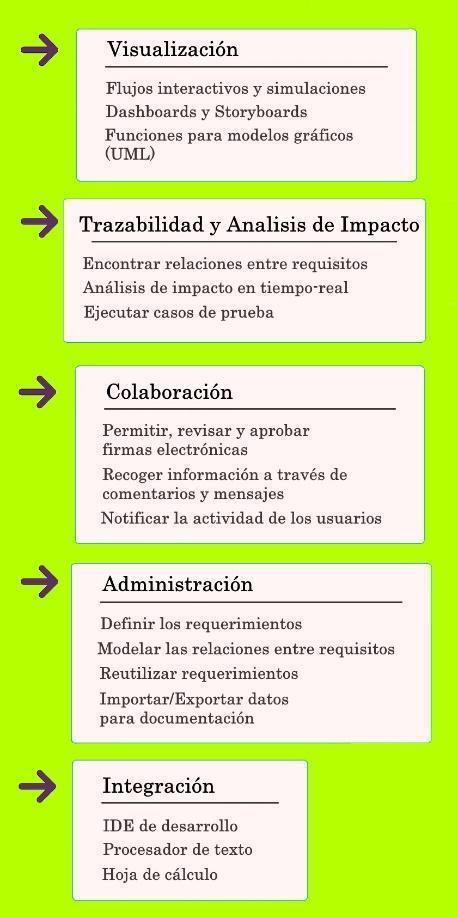 Visualización
Flujos interactivos y simulaciones
Dashboards y Storyboards
Funciones para modelos gráficos
(UML)
Trazabilidad y Analisis de Impacto
Encontrar relaciones entre requisitos
Análisis de impacto en tiempo-real
Ejecutar casos de prueba
Colaboración
Permitir, revisar y aprobar
firmas electrónicas
Recoger información a través de
comentarios y mensajes
Notificar la actividad de los usuarios
Administración
Definir los requerimientos
Modelar las relaciones entre requisitos
Reutilizar requerimientos
Importar/Exportar datos
para documentación
Integración
IDE de desarrollo
Procesador de texto
Hoja de cálculo